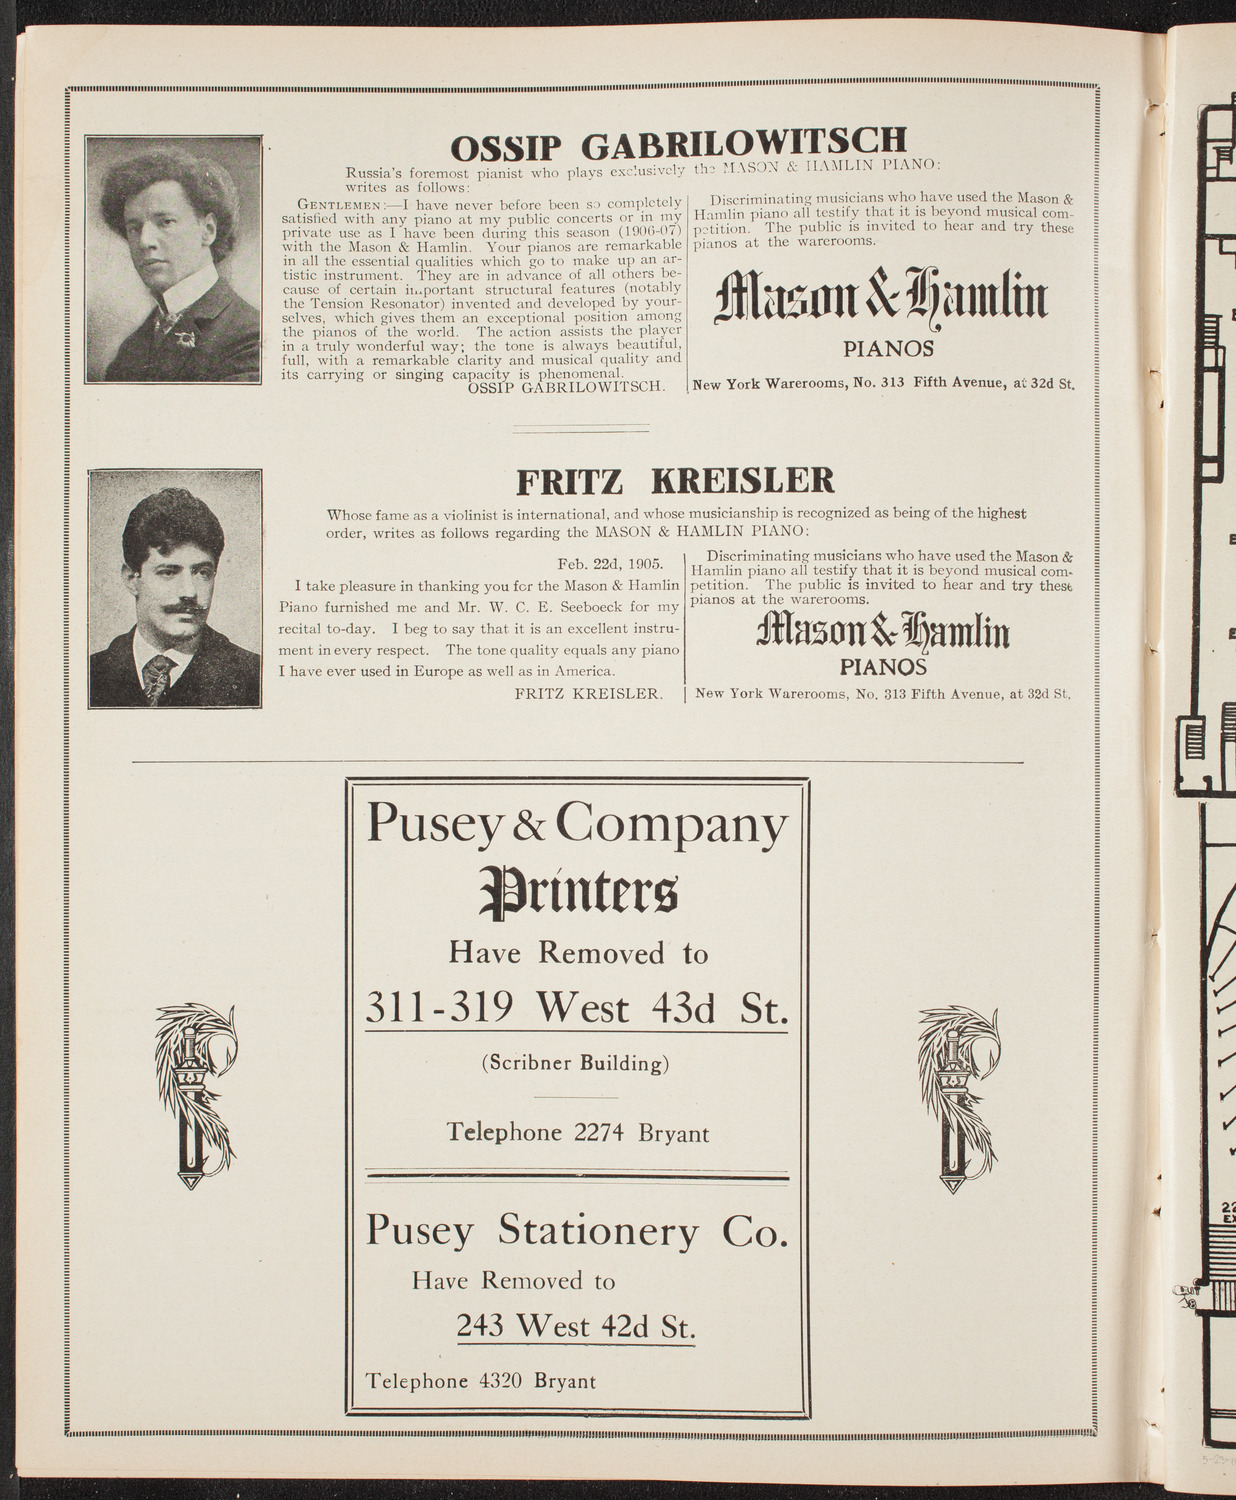 OSSIP GABRILOWITSCH
Russia's foremost pianist who plays exclusively the MASON & HAMLIN PIANO:
writes as follows:
GENTLEMEN:—I have never before been so completely
satisfied with any piano at my public concerts or in my
private use as I have been during this season (1906-07)
with the Mason & Hamlin. Your pianos are remarkable
in all the essential qualities which go to make up an ar-
tistic instrument. They are in advance of all others be-
cause of certain important structural features (notably
the Tension Resonator) invented and developed by your-
selves, which gives them an exceptional position among
the pianos of the world. The action assists the player
in a truly wonderful way; the tone is always beautiful,
full, with a remarkable clarity and musical quality and
its carrying or singing capacity is phenomenal.
OSSIP GABRILOWITSCH.
Discriminating musicians who have used the Mason &
Hamlin piano all testify that it is beyond musical com-
petition. The public is invited to hear and try these
pianos at the warerooms.
Mason & Hamlin
PIANOS
New York Warerooms, No. 313 Fifth Avenue, at 32d St.
FRITZ KREISLER
Whose fame as a violinist is international, and whose musicianship is recognized as being of the highest
order, writes as follows regarding the MASON & HAMLIN PIANO:
Feb. 22d, 1905.
I take pleasure in thanking you for the Mason & Hamlin
Piano furnished me and Mr. W. C. E. Seeboeck for my
recital to-day. I beg to say that it is an excellent instru-
ment in every respect. The tone quality equals any piano
I have ever used in Europe as well as in America.
FRITZ KREISLER.
Discriminating musicians who have used the Mason &
Hamlin piano all testify that it is beyond musical com-
petition. The public is invited to hear and try these
pianos at the warerooms.
Mason & Hamlin
PIANOS
New York Warerooms, No. 313 Fifth Avenue, at 32d St.
Pusey & Company
Printers
Have Removed to
311-319 West 43d St.
(Scribner Building)
Telephone 2274 Bryant
Pusey Stationery Co.
Have Removed to
243 West 42d St.
Telephone 4320 Bryant